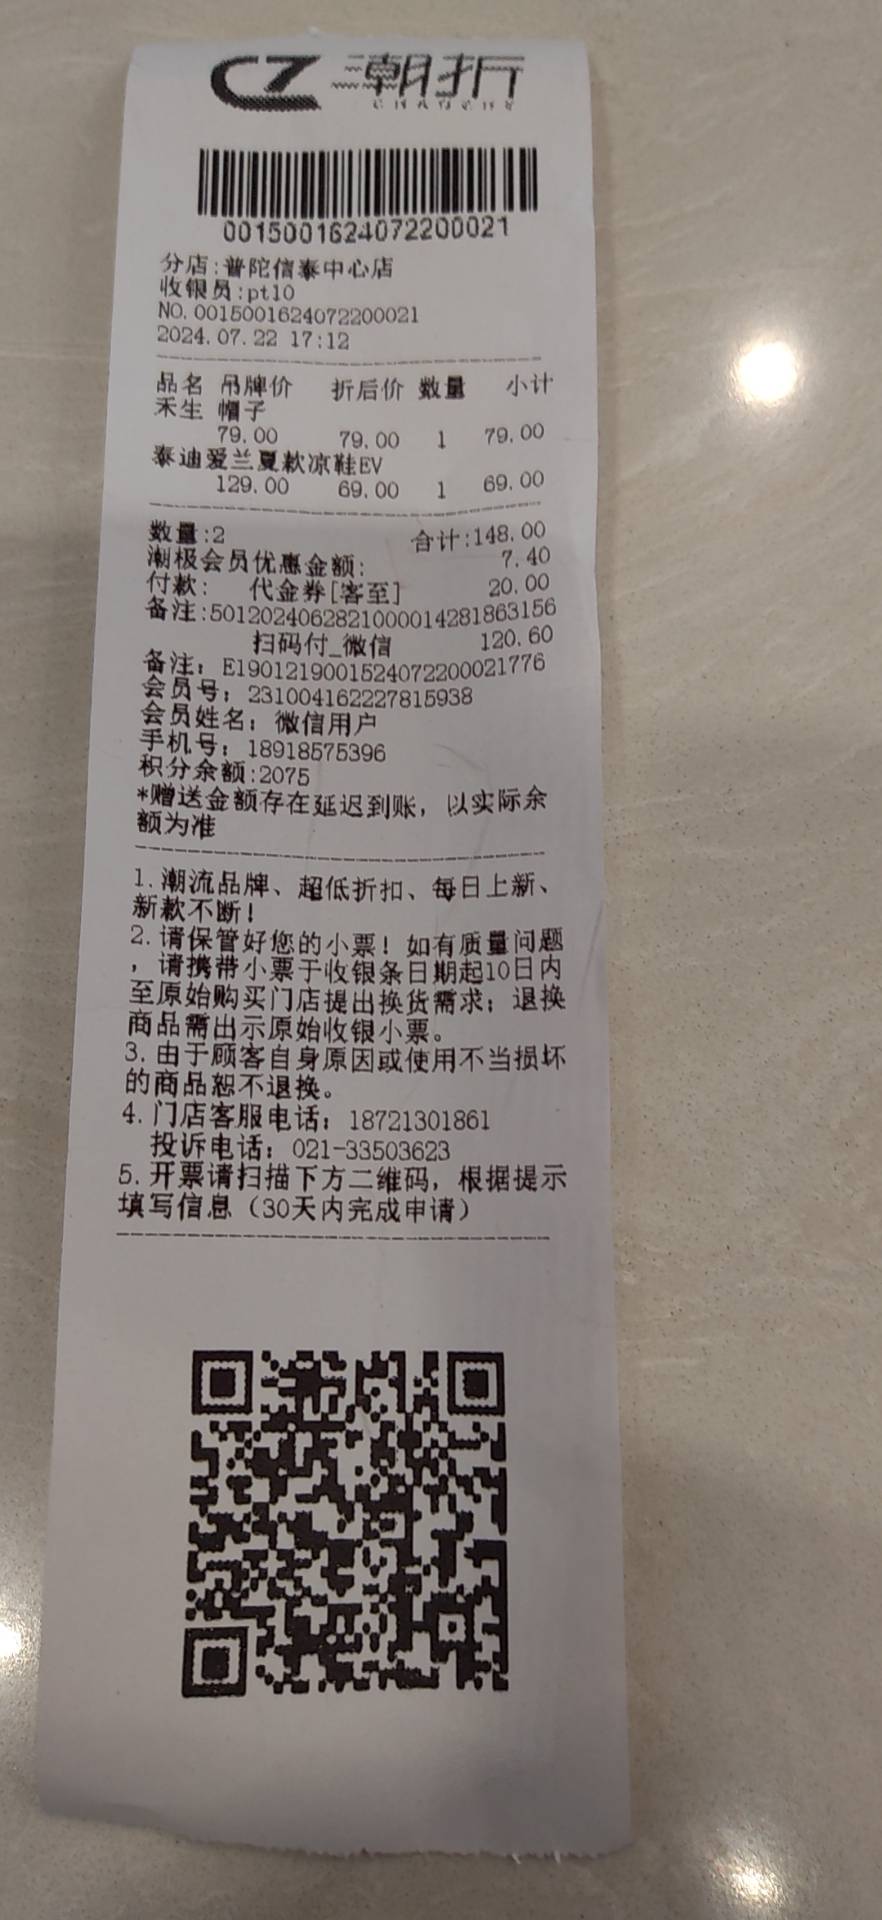 CZ 潮折
CHAOZHE
0015001624072200021
分店:普陀信泰中心店
收银员:pt10
NO.0015001624072200021
2024.07.22 17:12
品名 吊牌价 折后价 数量 小计
禾生 帽子
79.00 79.00 1 79.00
泰迪爱兰夏款凉鞋EV
129.00 69.00 1 69.00
数量:2 合计:148.00
潮极会员优惠金额: 7.40
付款: 代金券[客至] 20.00
备注:5012024062821000014281863156
扫码付_微信 120.60
备注: E1901219001524072200021776
会员号: 231004162227815938
会员姓名: 微信用户
手机号: 18918575396
积分余额:2075
*赠送金额存在延迟到账, 以实际余
额为准
1.潮流品牌、超低折扣、每日上新、
新款不断!
2.请保管好您的小票! 如有质量问题
, 请携带小票于收银条日期起10日内
至原始购买门店提出换货需求; 退换
商品需出示原始收银小票。
3.由于顾客自身原因或使用不当损坏
的商品恕不退换。
4.门店客服电话: 18721301861
投诉电话: 021-33503623
5.开票请扫描下方二维码, 根据提示
填写信息（30天内完成申请）